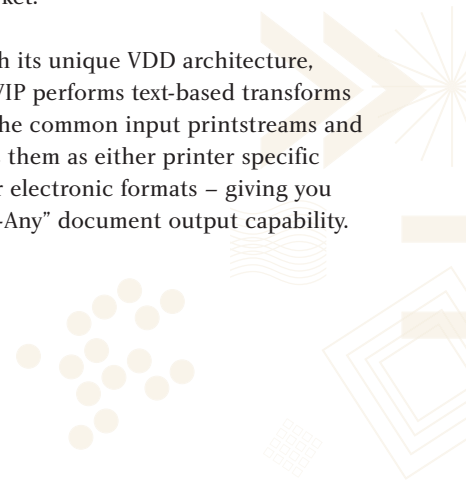 ket.
h its unique VDD architecture,
VIP performs text-based transforms
he common input printstreams and
them as either printer specific
r electronic formats – giving you
-Any” document output capability.